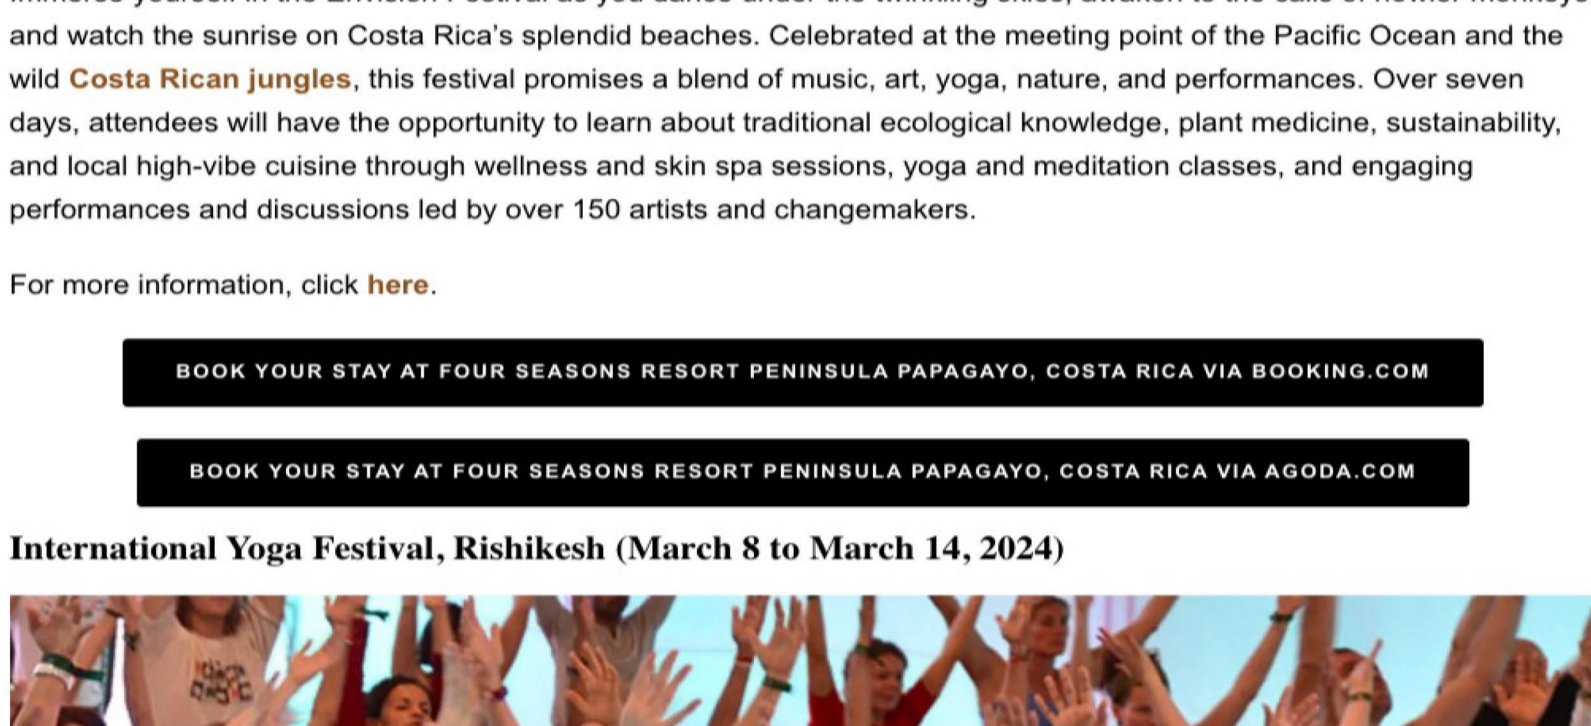 and watch the sunrise on Costa Rica's splendid beaches. Celebrated at the meeting point of the Pacific Ocean and the
wild Costa Rican jungles, this festival promises a blend of music, art, yoga, nature, and performances. Over seven
days, attendees will have the opportunity to learn about traditional ecological knowledge, plant medicine, sustainability,
and local high-vibe cuisine through wellness and skin spa sessions, yoga and meditation classes, and engaging
performances and discussions led by over 150 artists and changemakers.
For more information, click here.
BOOK YOUR STAY AT FOUR SEASONS RESORT PENINSULA PAPAGAYO, COSTA RICA VIA BOOKING.COM
BOOK YOUR STAY AT FOUR SEASONS RESORT PENINSULA PAPAGAYO, COSTA RICA VIA AGODA.COM
International Yoga Festival, Rishikesh (March 8 to March 14, 2024)